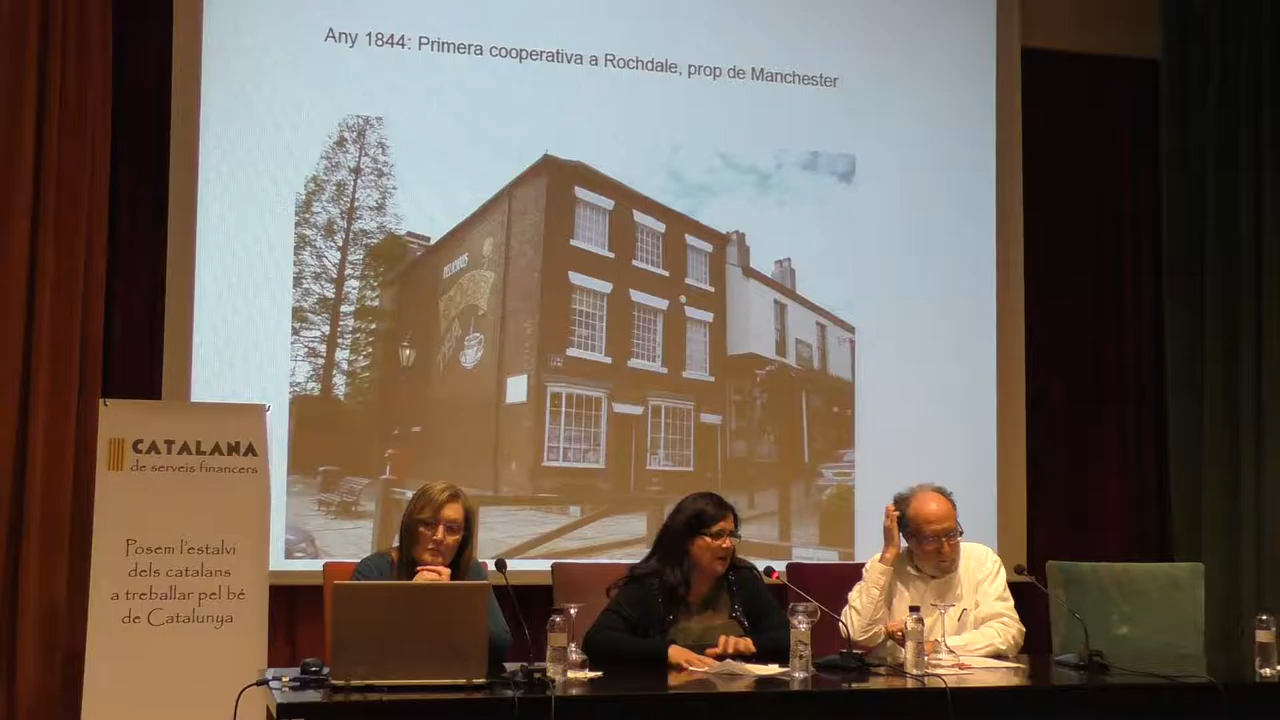 Any 1844: Primera cooperativa a Rochdale, prop de Manchester
DELICIOUS
CATALANA
de serveis financers
Posem l'estalvi
dels catalans
a treballar pel bé
de Catalunya